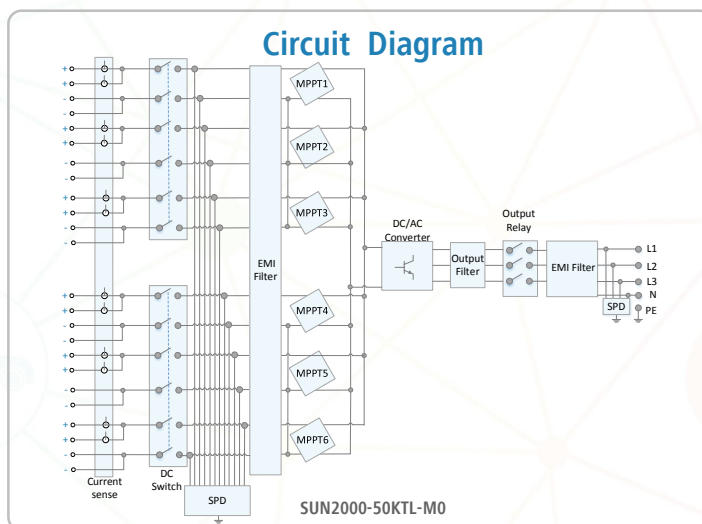 Circuit Diagram
+
+
-
-
+
+
-
-
+
+
-
-
+
+
-
-
+
+
-
-
+
+
-
-
Current
sense
DC
Switch
SPD
EMI
Filter
MPPT1
MPPT2
MPPT3
MPPT4
MPPT5
MPPT6
DC/AC
Converter
Output
Filter
Output
Relay
EMI Filter
SPD
L1
L2
L3
N
PE
SUN2000-50KTL-M0